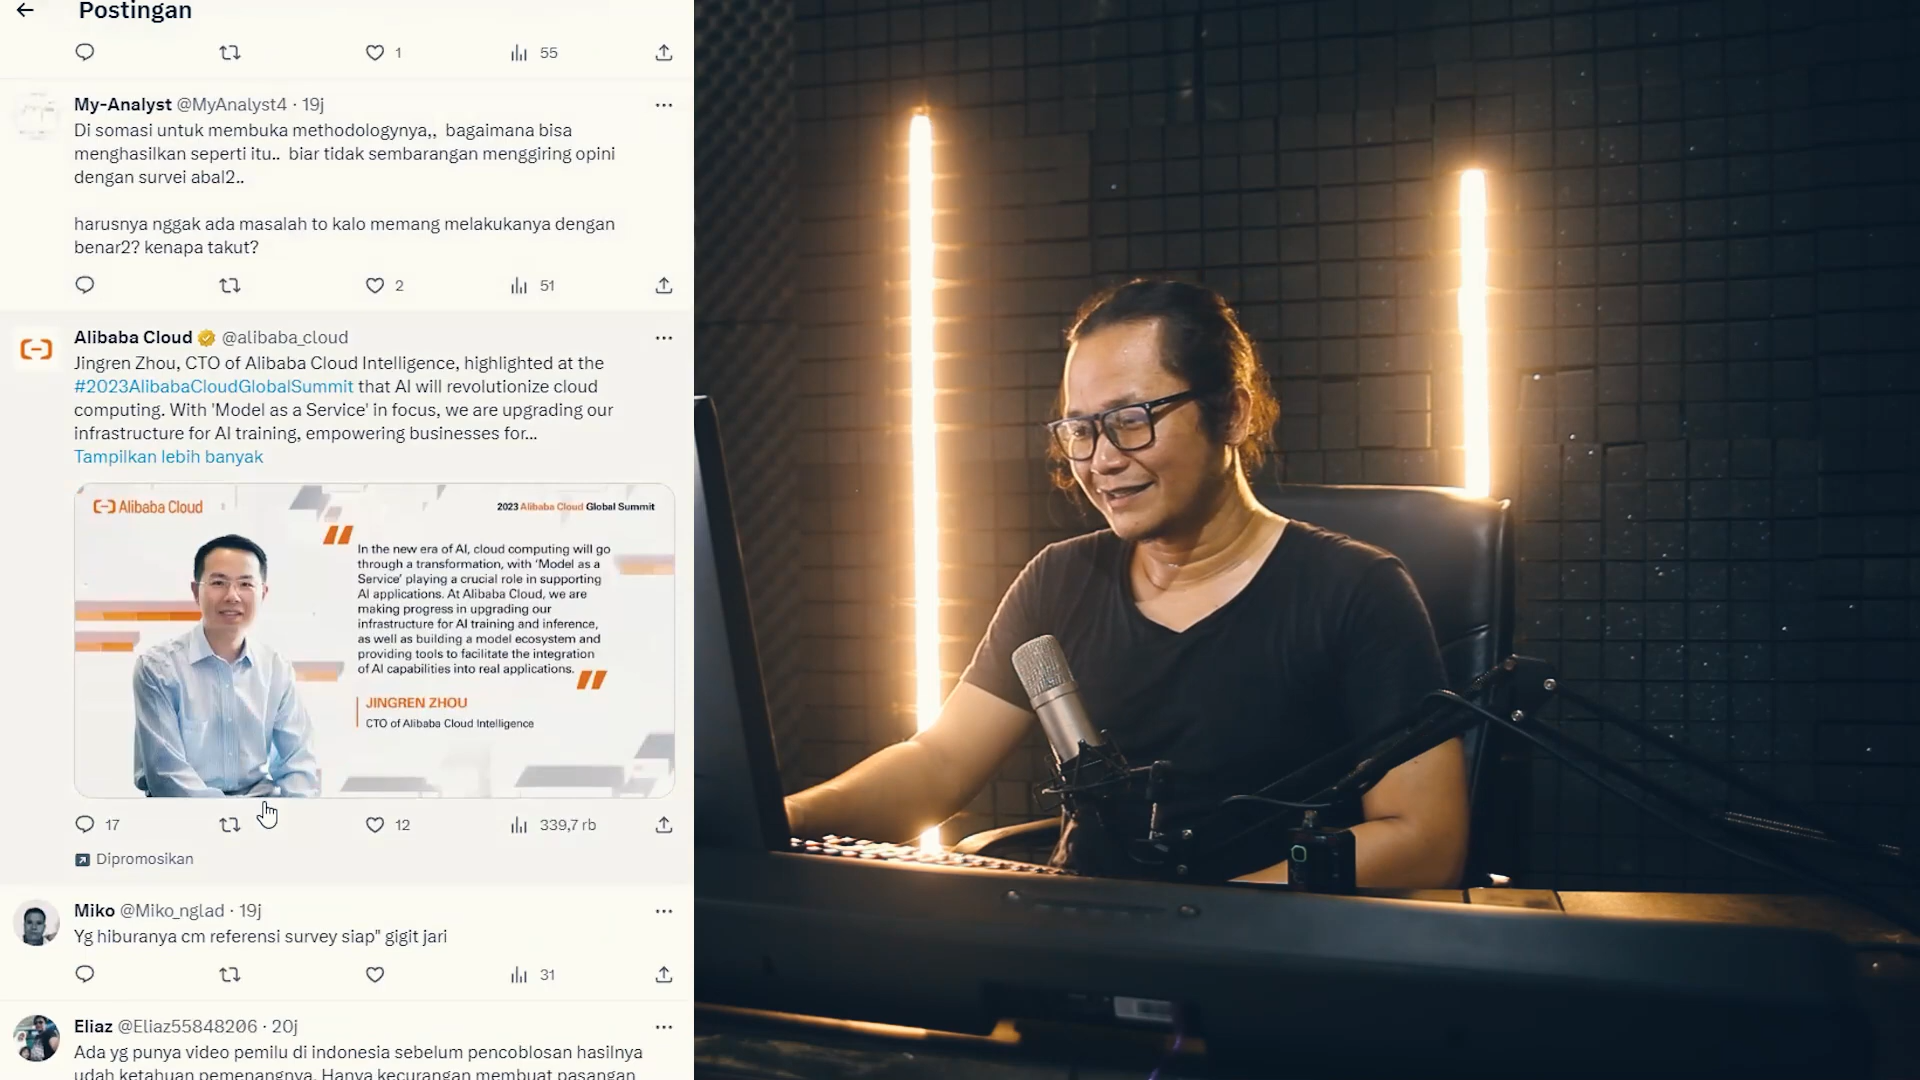 Postingan
1
55
My-Analyst @MyAnalyst4 · 19j
Di somasi untuk membuka methodologynya,, bagaimana bisa
menghasilkan seperti itu.. biar tidak sembarangan menggiring opini
dengan survei abal2..
harusnya nggak ada masalah to kalo memang melakukanya dengan
benar2? kenapa takut?
2
51
Alibaba Cloud @alibaba_cloud
Jingren Zhou, CTO of Alibaba Cloud Intelligence, highlighted at the
#2023AlibabaCloudGlobalSummit that AI will revolutionize cloud
computing. With 'Model as a Service' in focus, we are upgrading our
infrastructure for AI training, empowering businesses for...
Tampilkan lebih banyak
Alibaba Cloud
2023 Alibaba Cloud Global Summit
"
In the new era of AI, cloud computing will go
through a transformation, with 'Model as a
Service' playing a crucial role in supporting
AI applications. At Alibaba Cloud, we are
making progress in upgrading our
infrastructure for AI training and inference,
as well as building a model ecosystem and
providing tools to facilitate the integration
of AI capabilities into real applications.
"
JINGREN ZHOU
CTO of Alibaba Cloud Intelligence
17
12
339,7 rb
Dipromosikan
Miko @Miko_nglad · 19j
Yg hiburanya cm referensi survey siap" gigit jari
31
Eliaz @Eliaz55848206 · 20j
Ada yg punya video pemilu di indonesia sebelum pencoblosan hasilnya
udah ketahuan pemenangnya. Hanya kecurangan membuat pasangan